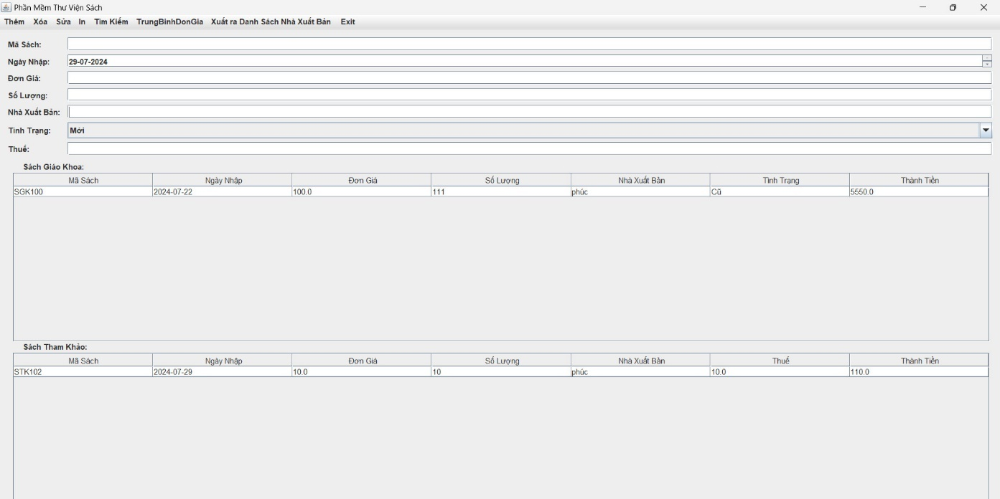 Phần Mềm Thư Viện Sách
Thêm Xóa Sửa In Tìm Kiếm TrungBinhDonGia Xuất ra Danh Sách Nhà Xuất Bản Exit
Mã Sách:
Ngày Nhập: 29-07-2024
Đơn Giá:
Số Lượng:
Nhà Xuất Bản:
Tình Trạng: Mới
Thuế:
Sách Giáo Khoa:
Mã Sách Ngày Nhập Đơn Giá Số Lượng Nhà Xuất Bản Tình Trạng Thành Tiền
SGK100 2024-07-22 100.0 111 phúc Cũ 5550.0
Sách Tham Khảo:
Mã Sách Ngày Nhập Đơn Giá Số Lượng Nhà Xuất Bản Thuế Thành Tiền
STK102 2024-07-29 10.0 10 phúc 10.0 110.0